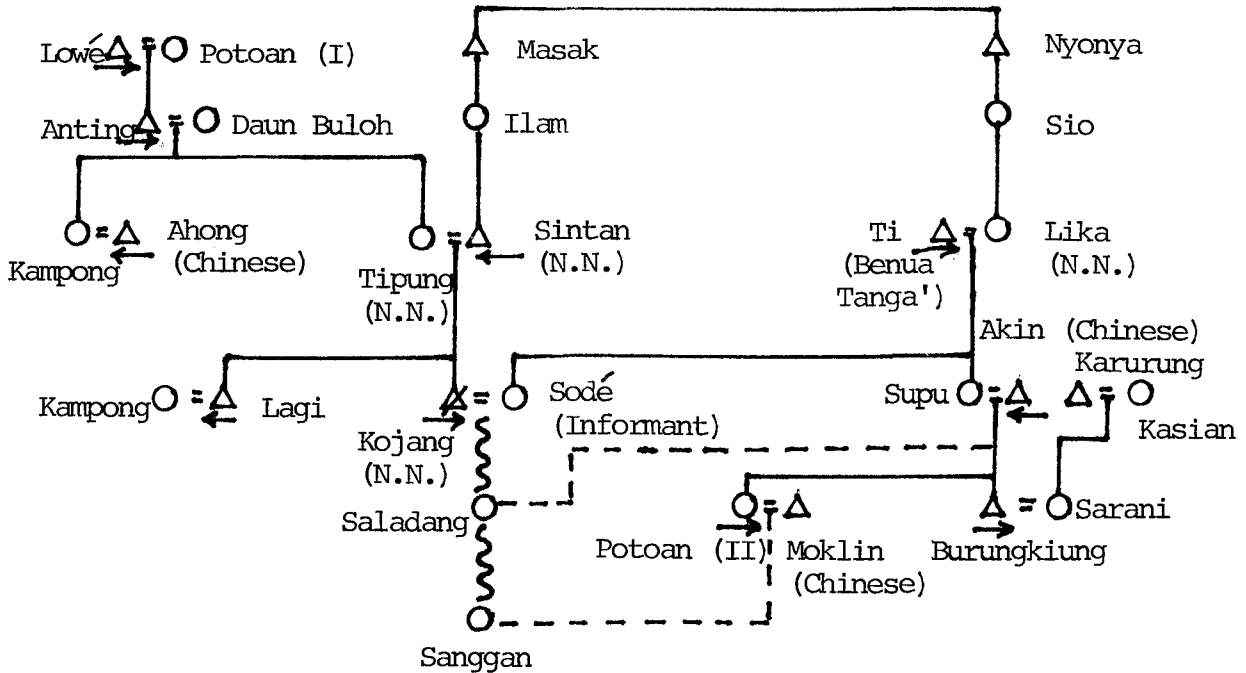 Lowé = Potoan (I)
Masak
Nyonya
Anting = Daun Buloh
Ilam
Sio
Kampong
=
Ahong
(Chinese)
Tipung
(N.N.)
=
Sintan
(N.N.)
Ti
(Benua
Tanga')
=
Lika
(N.N.)
Kampong = Lagi
Kojang
(N.N.)
=
Sodé
(Informant)
Akin (Chinese)
Supu =
Karurung
=
Kasian
Saladang
Potoan (II)
=
Moklin
(Chinese)
Burungkiung
=
Sarani
Sanggan